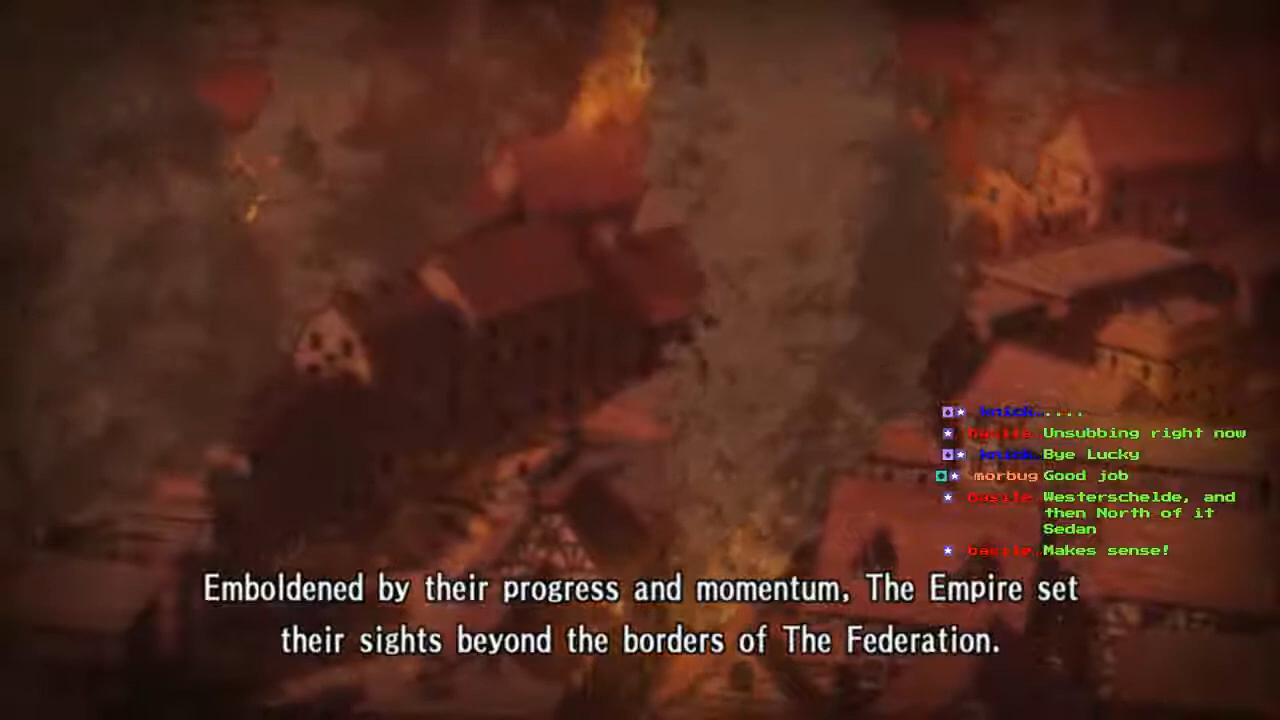 ....
Unsubbing right now
Bye Lucky
morbug Good job
Westerschelde, and
then North of it
Sedan
Makes sense!
Emboldened by their progress and momentum, The Empire set
their sights beyond the borders of The Federation.